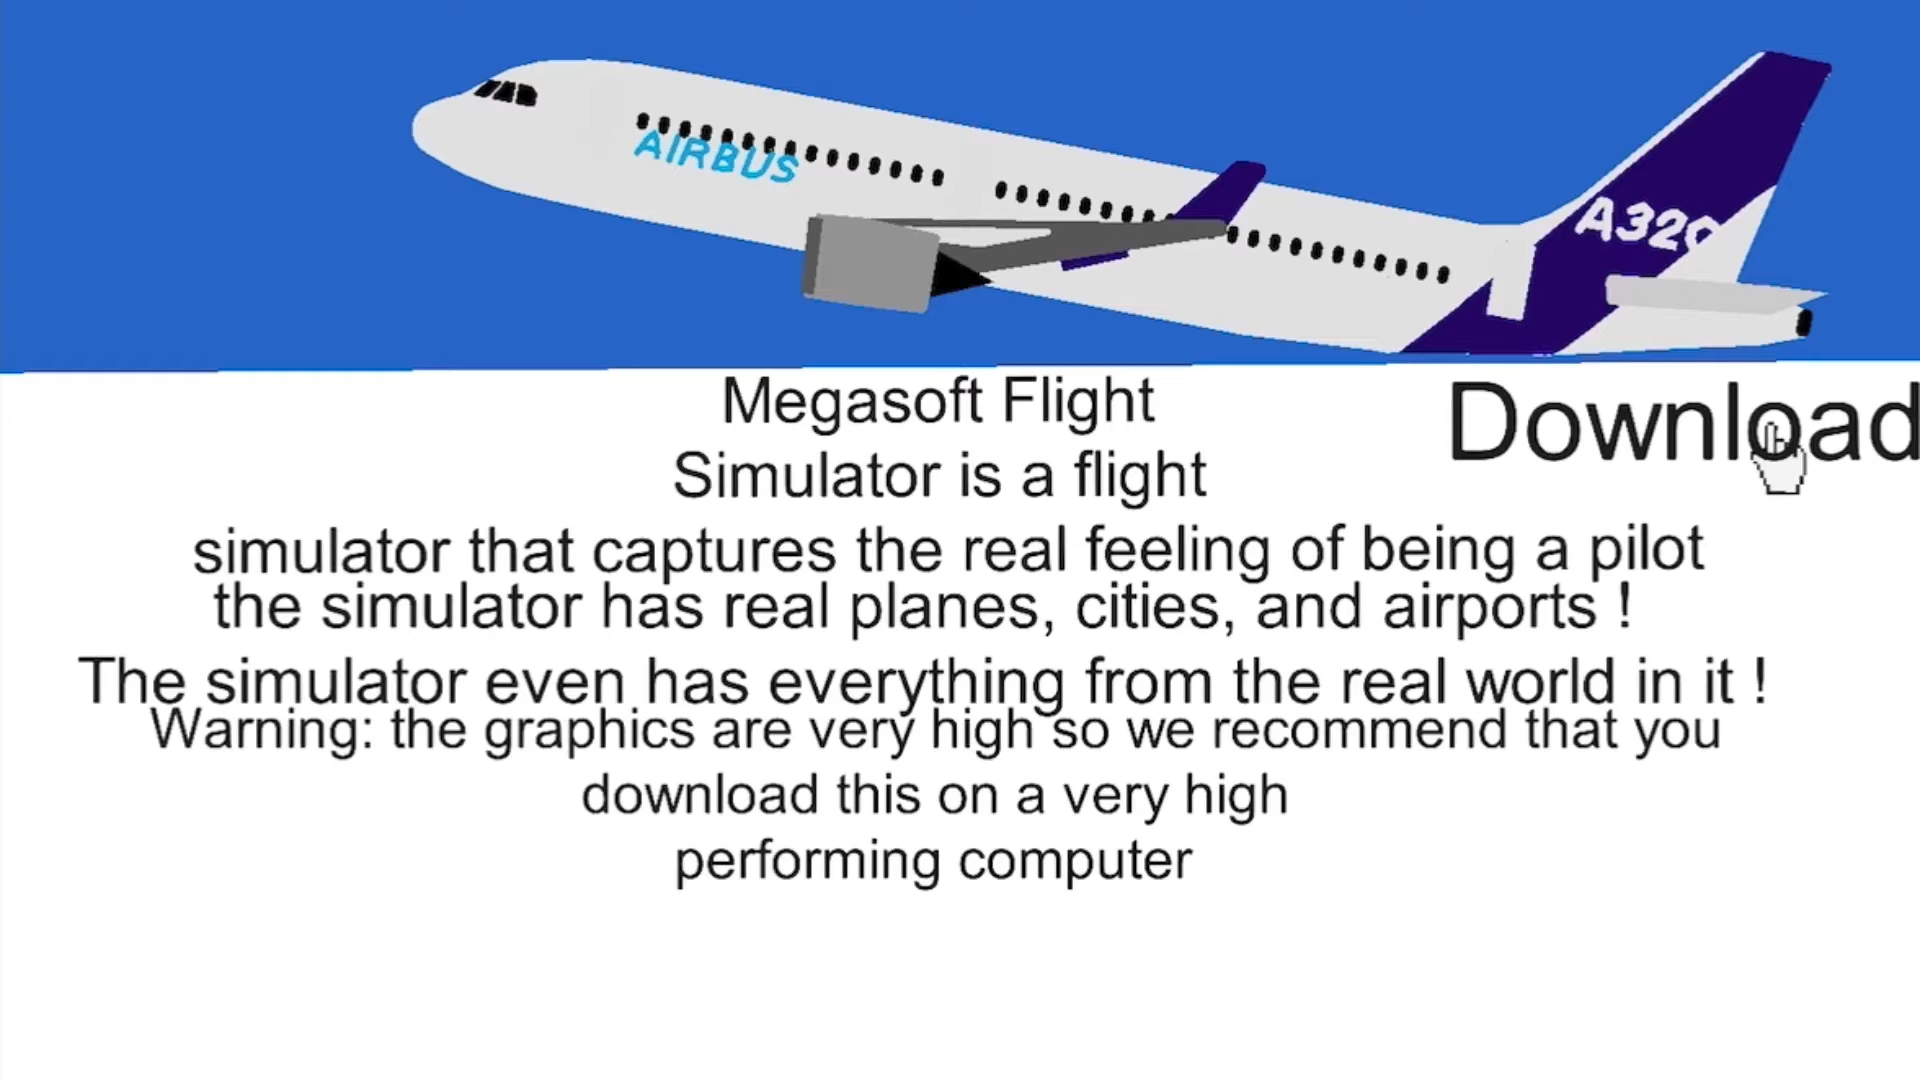 AIRBUS
A320
Megasoft Flight
Download
Simulator is a flight
simulator that captures the real feeling of being a pilot
the simulator has real planes, cities, and airports !
The simulator even has everything from the real world in it !
Warning: the graphics are very high so we recommend that you
download this on a very high
performing computer